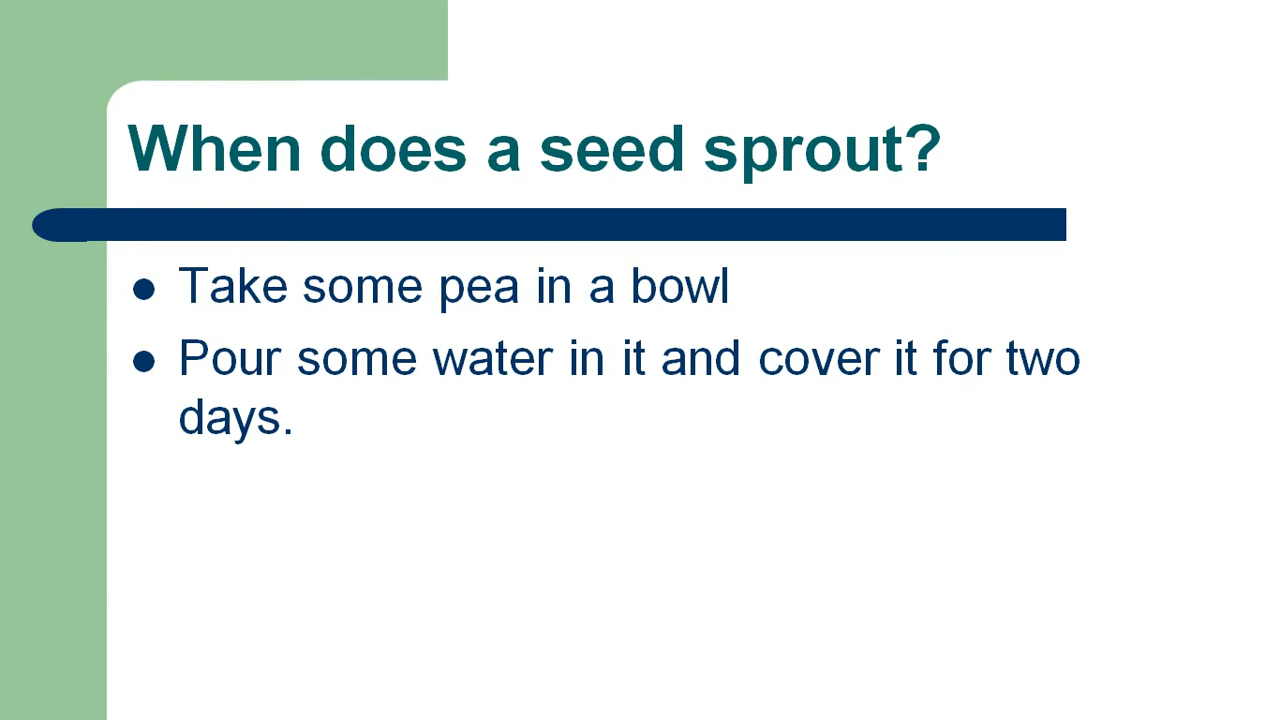 When does a seed sprout?
Take some pea in a bowl
Pour some water in it and cover it for two
days.